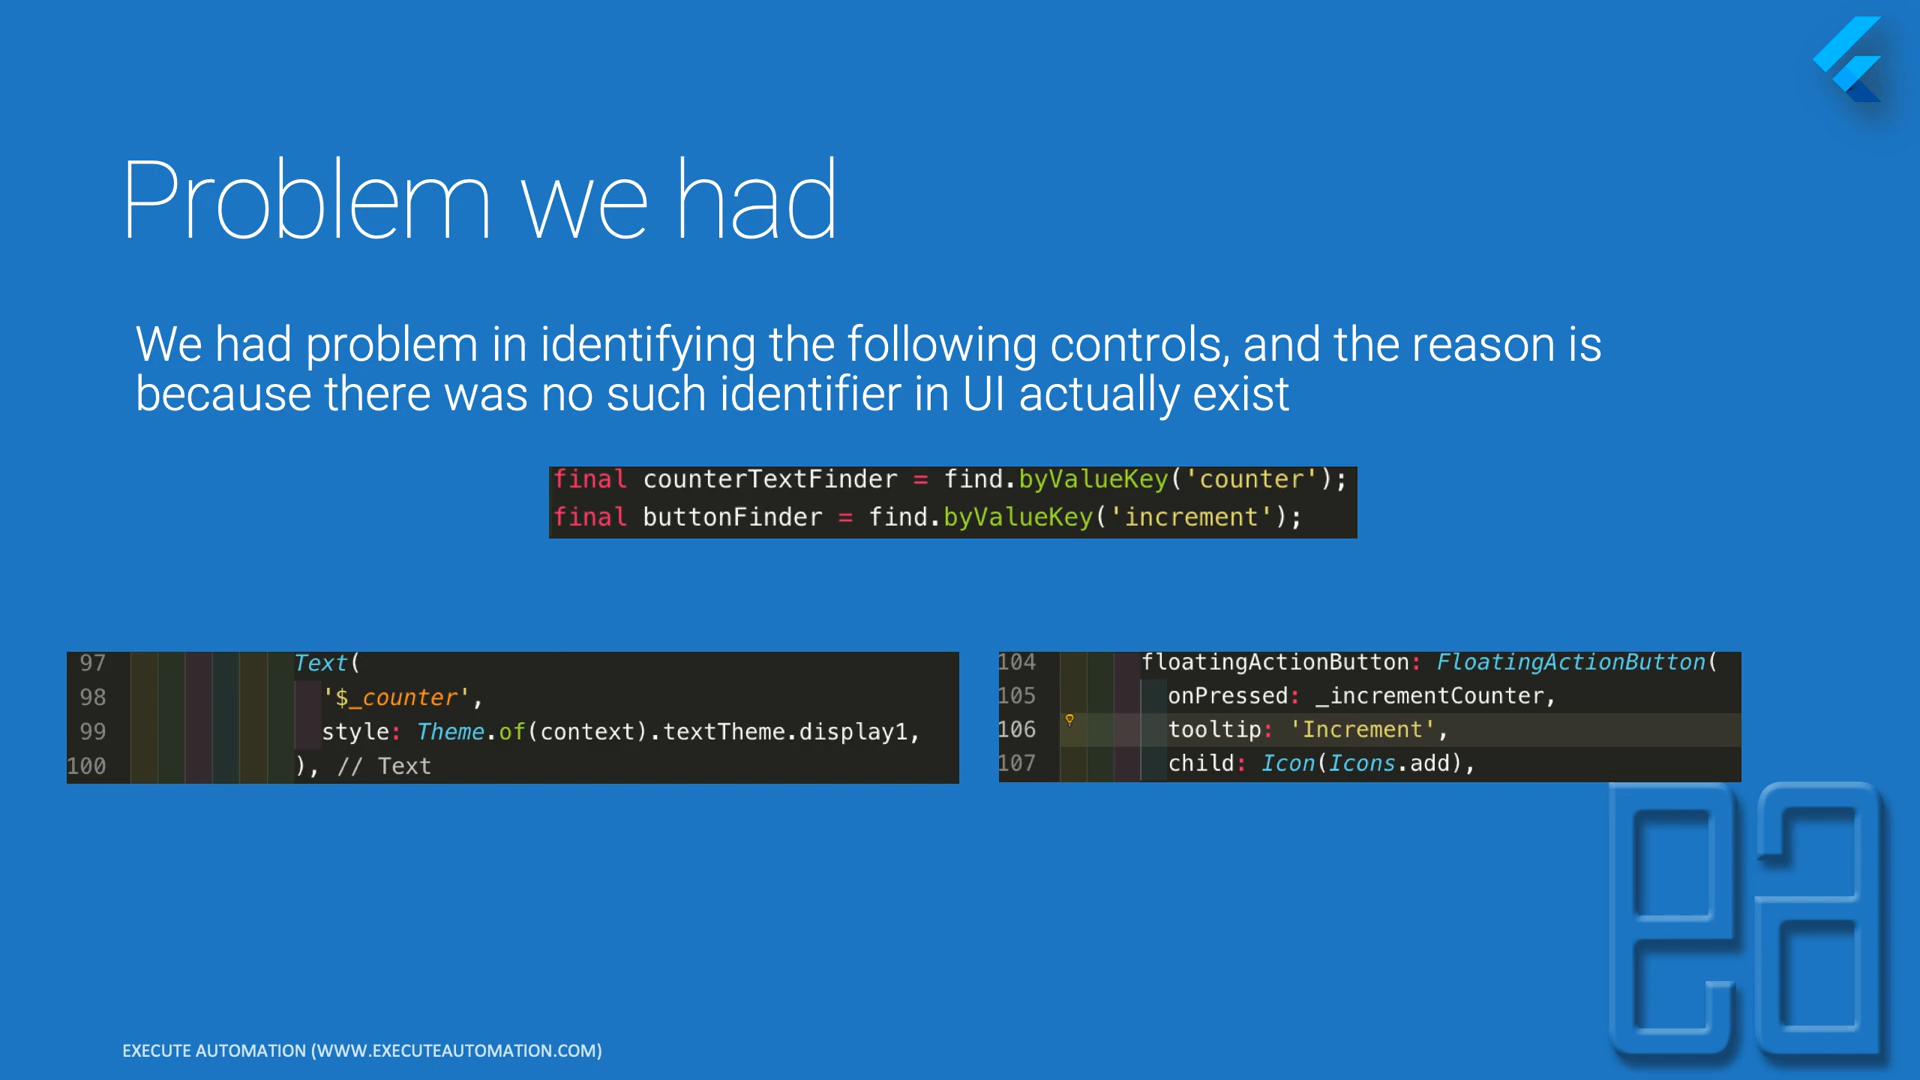 Problem we had
We had problem in identifying the following controls, and the reason is
because there was no such identifier in UI actually exist
final counterTextFinder = find.byValueKey('counter');
final buttonFinder = find.byValueKey('increment');
97 Text(
98 '$_counter',
99 style: Theme.of(context).textTheme.display1,
100 ), // Text
104 floatingActionButton: FloatingActionButton(
105 onPressed: _incrementCounter,
106 tooltip: 'Increment',
107 child: Icon(Icons.add),
ea
EXECUTE AUTOMATION (WWW.EXECUTEAUTOMATION.COM)